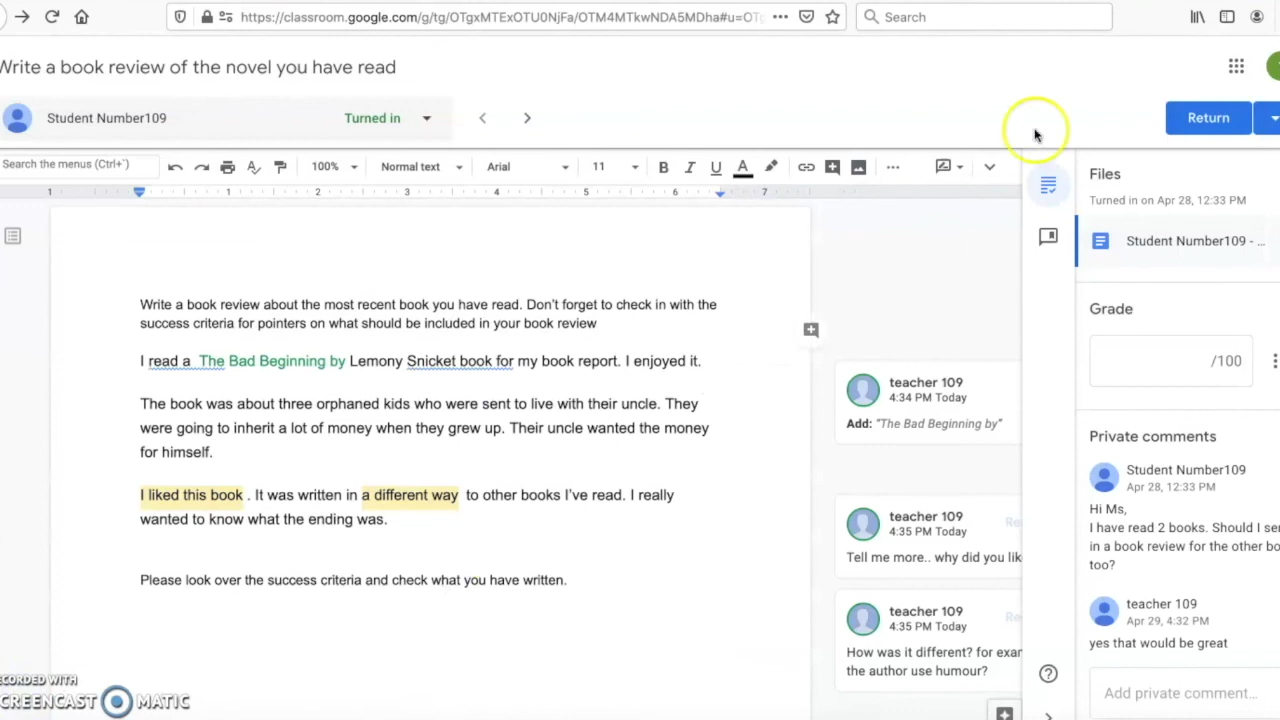 https://classroom.google.com/g/tg/OTgxMTExOTU0NjFa/OTM4MTkwNDA5MDha#u=OTg
Search
Write a book review of the novel you have read
Student Number109
Turned in
Return
Search the menus (Ctrl+`)
100%
Normal text
Arial
11
B I U A
1 1 2 3 4 5 6 7
Files
Turned in on Apr 28, 12:33 PM
Student Number109 - ...
Write a book review about the most recent book you have read. Don't forget to check in with the
success criteria for pointers on what should be included in your book review
I read a The Bad Beginning by Lemony Snicket book for my book report. I enjoyed it.
The book was about three orphaned kids who were sent to live with their uncle. They
were going to inherit a lot of money when they grew up. Their uncle wanted the money
for himself.
I liked this book . It was written in a different way to other books I've read. I really
wanted to know what the ending was.
Please look over the success criteria and check what you have written.
teacher 109
4:34 PM Today
Add: "The Bad Beginning by"
teacher 109
4:35 PM Today
Tell me more.. why did you lik
teacher 109
4:35 PM Today
How was it different? for exam
the author use humour?
Grade
/100
Private comments
Student Number109
Apr 28, 12:33 PM
Hi Ms,
I have read 2 books. Should I sen
in a book review for the other bo
too?
teacher 109
Apr 29, 4:32 PM
yes that would be great
Add private comment...
RECORDED WITH
SCREENCAST MATIC